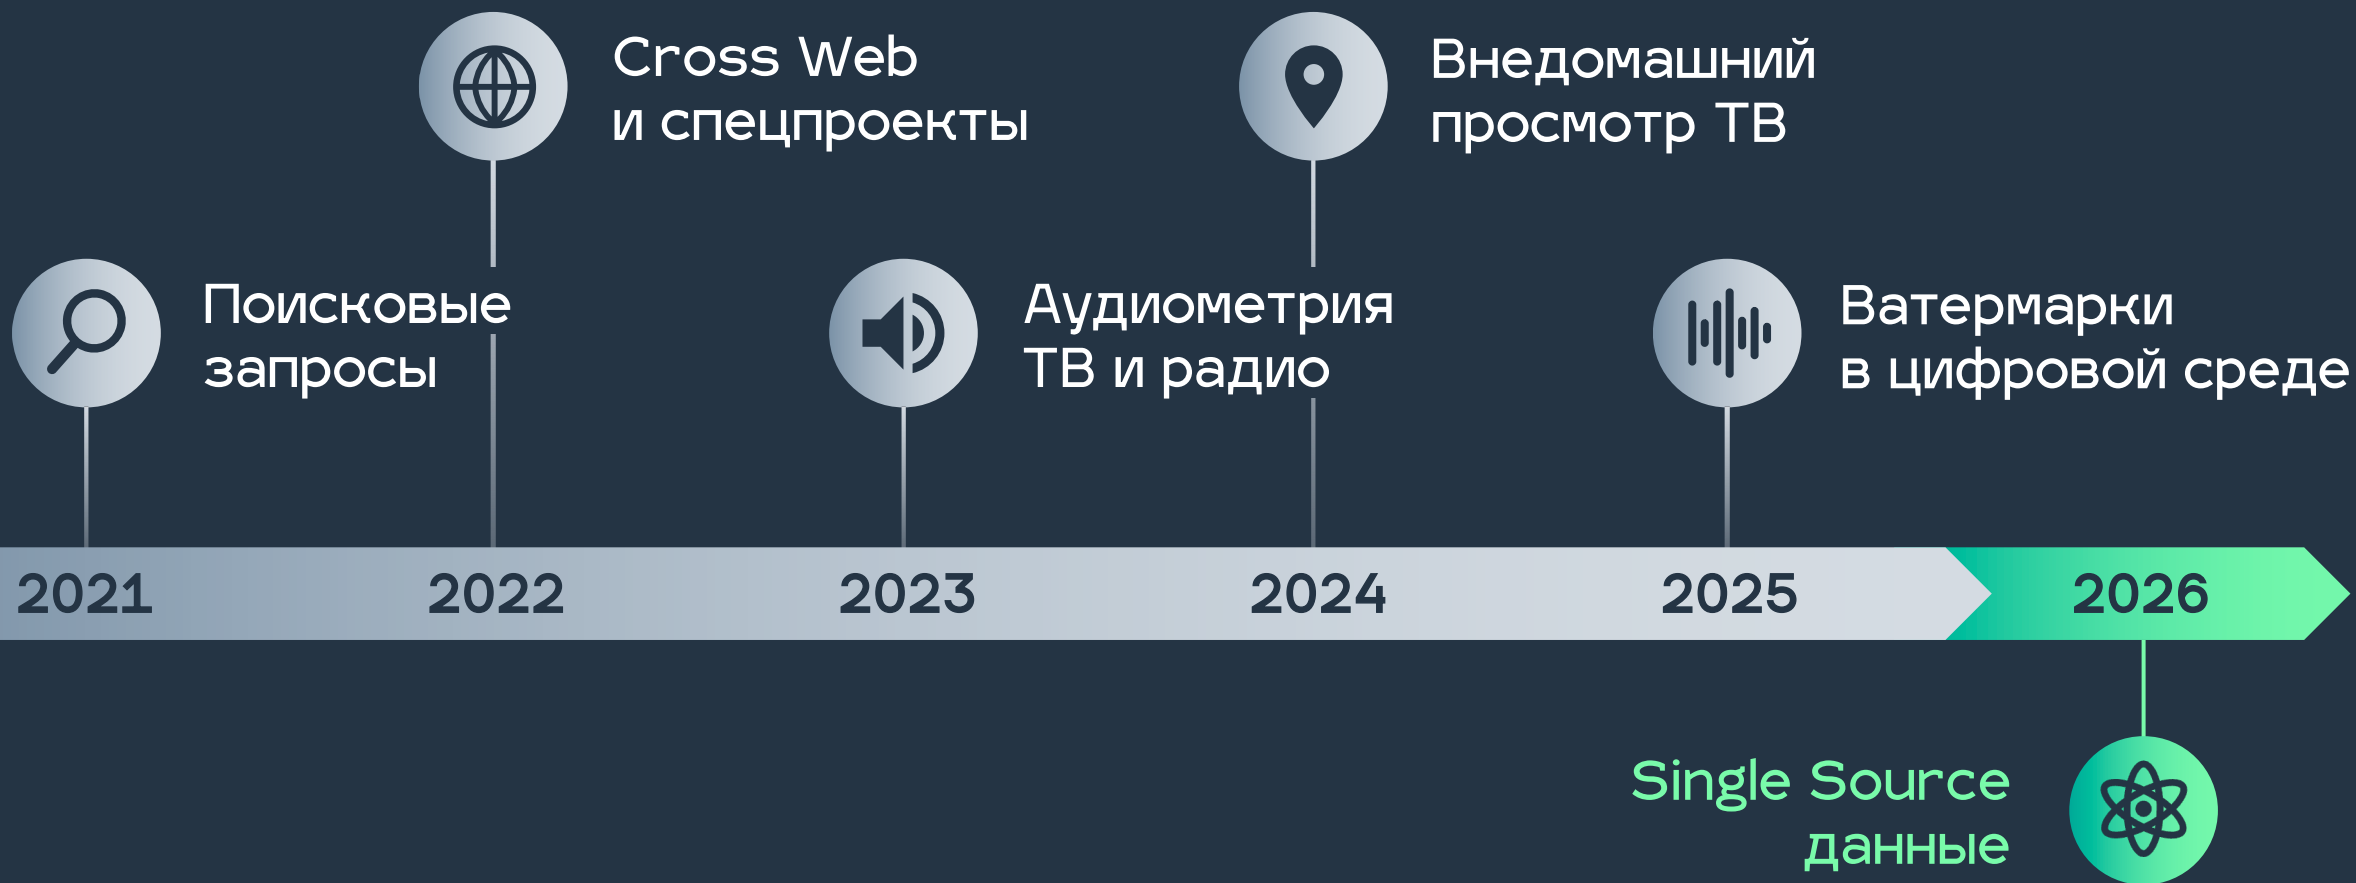 Cross Web
и спецпроекты
Внедомашний
просмотр ТВ
Поисковые
запросы
Аудиометрия
ТВ и радио
Ватермарки
в цифровой среде
2021
2022
2023
2024
2025
2026
Single Source
данные